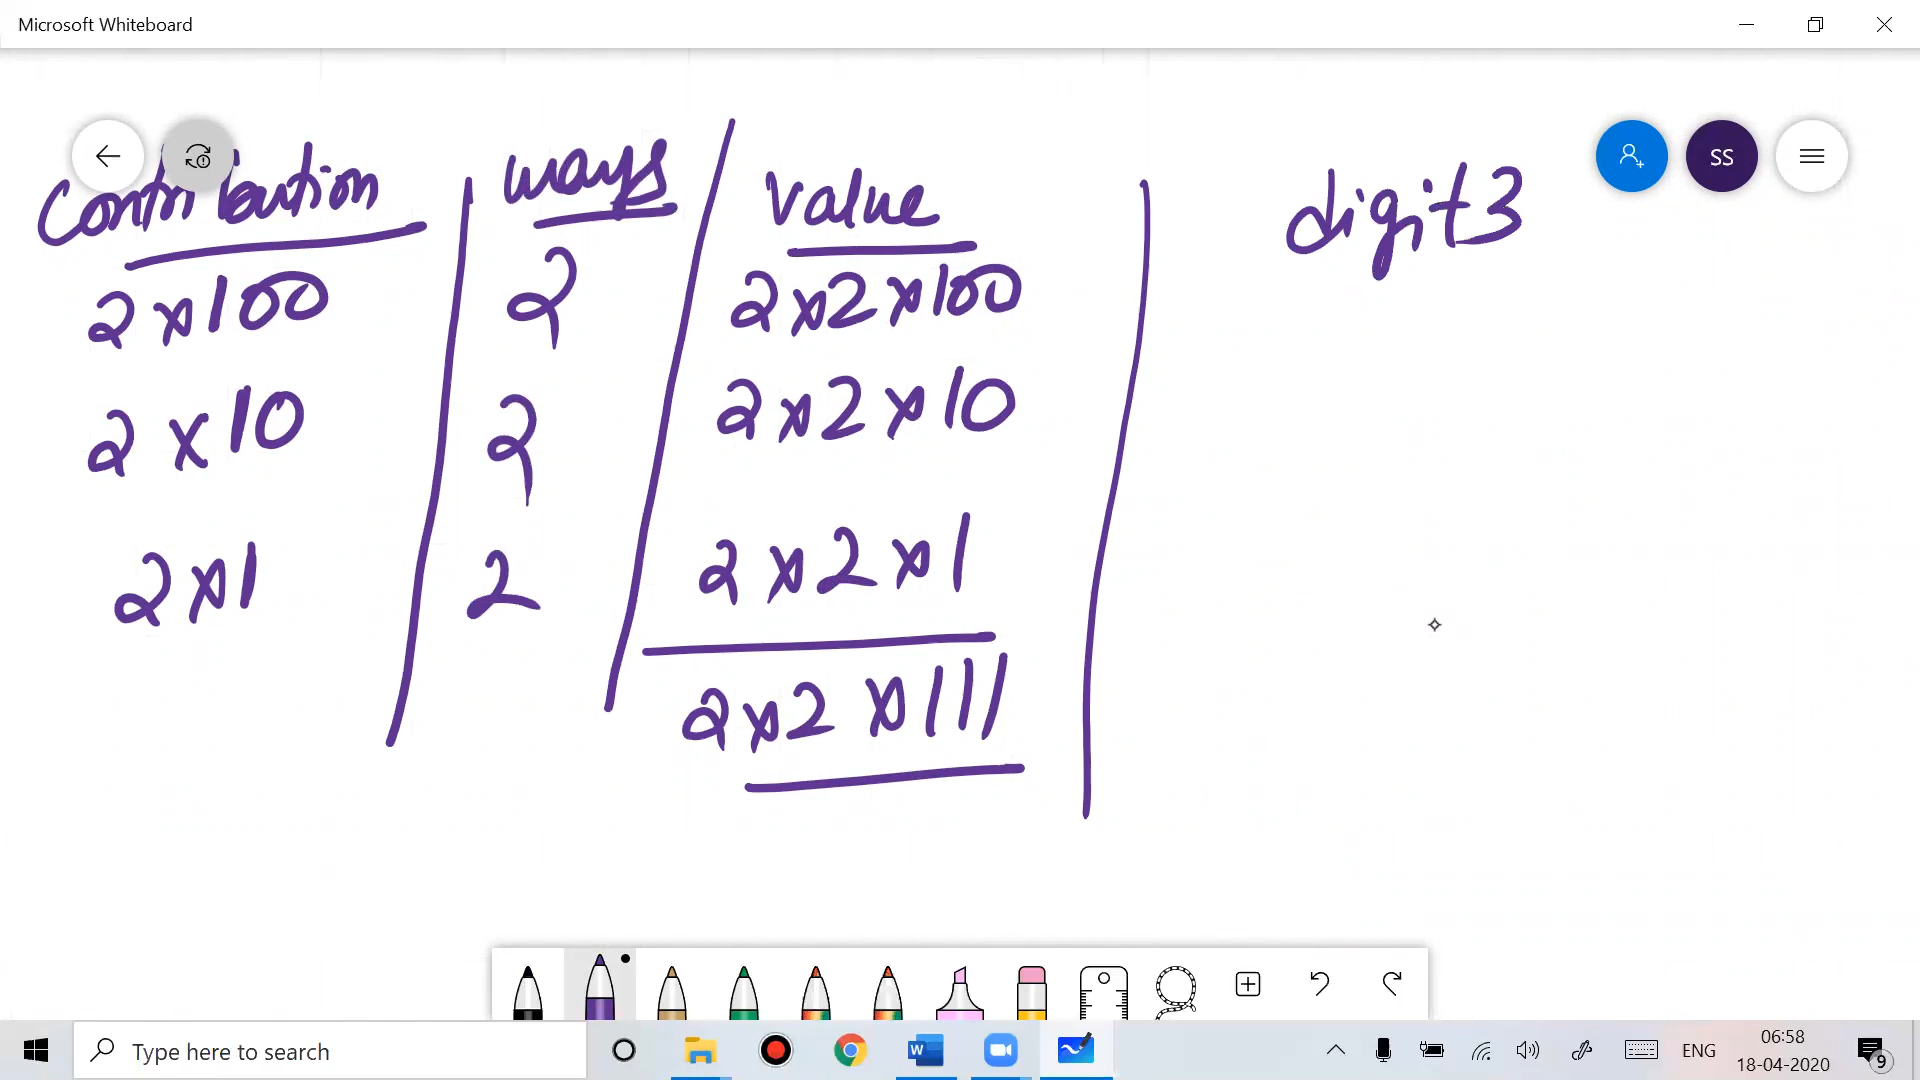 Microsoft Whiteboard
Contribution ways Value digit 3
2 x 100 2 2 x 2 x 100
2 x 10 2 2 x 2 x 10
2 x 1 2 2 x 2 x 1
2 x 2 x 111
SS
W
Type here to search
ENG
06:58
18-04-2020
9